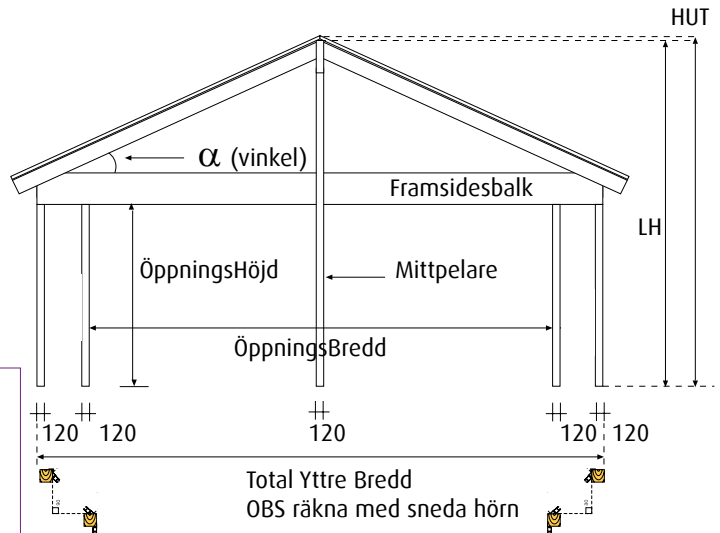 HUT
α (vinkel)
Framsidesbalk
LH
ÖppningsHöjd
Mittpelare
ÖppningsBredd
120 120 120 120 120
Total Yttre Bredd
OBS räkna med sneda hörn